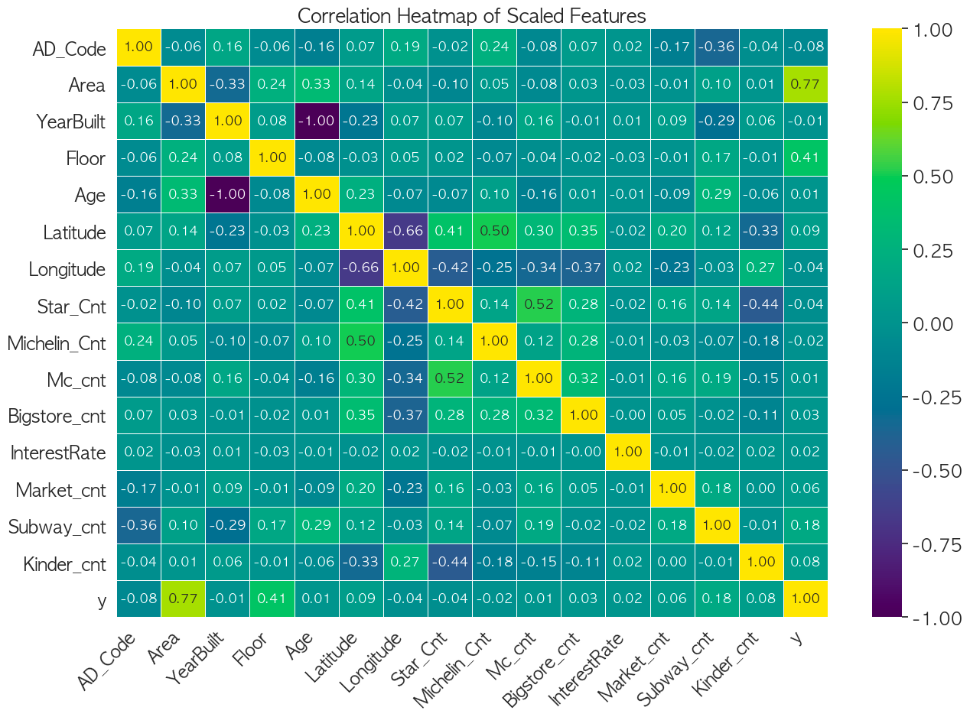 Correlation Heatmap of Scaled Features
AD_Code 1.00 -0.06 0.16 -0.06 -0.16 0.07 0.19 -0.02 0.24 -0.08 0.07 0.02 -0.17 -0.36 -0.04 -0.08
Area -0.06 1.00 -0.33 0.24 0.33 0.14 -0.04 -0.10 0.05 -0.08 0.03 -0.03 -0.01 0.10 0.01 0.77
YearBuilt 0.16 -0.33 1.00 0.08 -1.00 -0.23 0.07 0.07 -0.10 0.16 -0.01 0.01 0.09 -0.29 0.06 -0.01
Floor -0.06 0.24 0.08 1.00 -0.08 -0.03 0.05 0.02 -0.07 -0.04 -0.02 -0.03 -0.01 0.17 -0.01 0.41
Age -0.16 0.33 -1.00 -0.08 1.00 0.23 -0.07 -0.07 0.10 -0.16 0.01 -0.01 -0.09 0.29 -0.06 0.01
Latitude 0.07 0.14 -0.23 -0.03 0.23 1.00 -0.66 0.41 0.50 0.30 0.35 -0.02 0.20 0.12 -0.33 0.09
Longitude 0.19 -0.04 0.07 0.05 -0.07 -0.66 1.00 -0.42 -0.25 -0.34 -0.37 0.02 -0.23 -0.03 0.27 -0.04
Star_Cnt -0.02 -0.10 0.07 0.02 -0.07 0.41 -0.42 1.00 0.14 0.52 0.28 -0.02 0.16 0.14 -0.44 -0.04
Michelin_Cnt 0.24 0.05 -0.10 -0.07 0.10 0.50 -0.25 0.14 1.00 0.12 0.28 -0.01 -0.03 -0.07 -0.18 -0.02
Mc_cnt -0.08 -0.08 0.16 -0.04 -0.16 0.30 -0.34 0.52 0.12 1.00 0.32 -0.01 0.16 0.19 -0.15 0.01
Bigstore_cnt 0.07 0.03 -0.01 -0.02 0.01 0.35 -0.37 0.28 0.28 0.32 1.00 -0.00 0.05 -0.02 -0.11 0.03
InterestRate 0.02 -0.03 0.01 -0.03 -0.01 -0.02 0.02 -0.02 -0.01 -0.01 -0.00 1.00 -0.01 -0.02 0.02 0.02
Market_cnt -0.17 -0.01 0.09 -0.01 -0.09 0.20 -0.23 0.16 -0.03 0.16 0.05 -0.01 1.00 0.18 0.00 0.06
Subway_cnt -0.36 0.10 -0.29 0.17 0.29 0.12 -0.03 0.14 -0.07 0.19 -0.02 -0.02 0.18 1.00 -0.01 0.18
Kinder_cnt -0.04 0.01 0.06 -0.01 -0.06 -0.33 0.27 -0.44 -0.18 -0.15 -0.11 0.02 0.00 -0.01 1.00 0.08
y -0.08 0.77 -0.01 0.41 0.01 0.09 -0.04 -0.04 -0.02 0.01 0.03 0.02 0.06 0.18 0.08 1.00
AD_Code Area YearBuilt Floor Age Latitude Longitude Star_Cnt Michelin_Cnt Mc_cnt Bigstore_cnt InterestRate Market_cnt Subway_cnt Kinder_cnt y
1.00
0.75
0.50
0.25
0.00
-0.25
-0.50
-0.75
-1.00